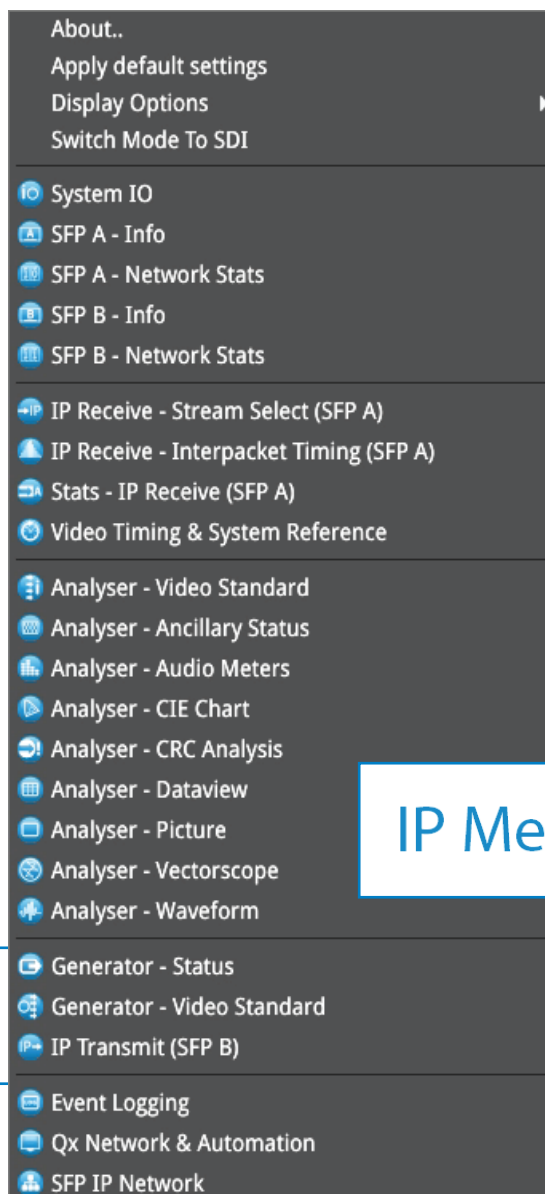 About..
Apply default settings
Display Options
Switch Mode To SDI
System IO
SFP A - Info
SFP A - Network Stats
SFP B - Info
SFP B - Network Stats
IP Receive - Stream Select (SFP A)
IP Receive - Interpacket Timing (SFP A)
Stats - IP Receive (SFP A)
Video Timing & System Reference
Analyser - Video Standard
Analyser - Ancillary Status
Analyser - Audio Meters
Analyser - CIE Chart
Analyser - CRC Analysis
Analyser - Dataview
Analyser - Picture
Analyser - Vectorscope
Analyser - Waveform
IP Me
Generator - Status
Generator - Video Standard
IP Transmit (SFP B)
Event Logging
Qx Network & Automation
SFP IP Network